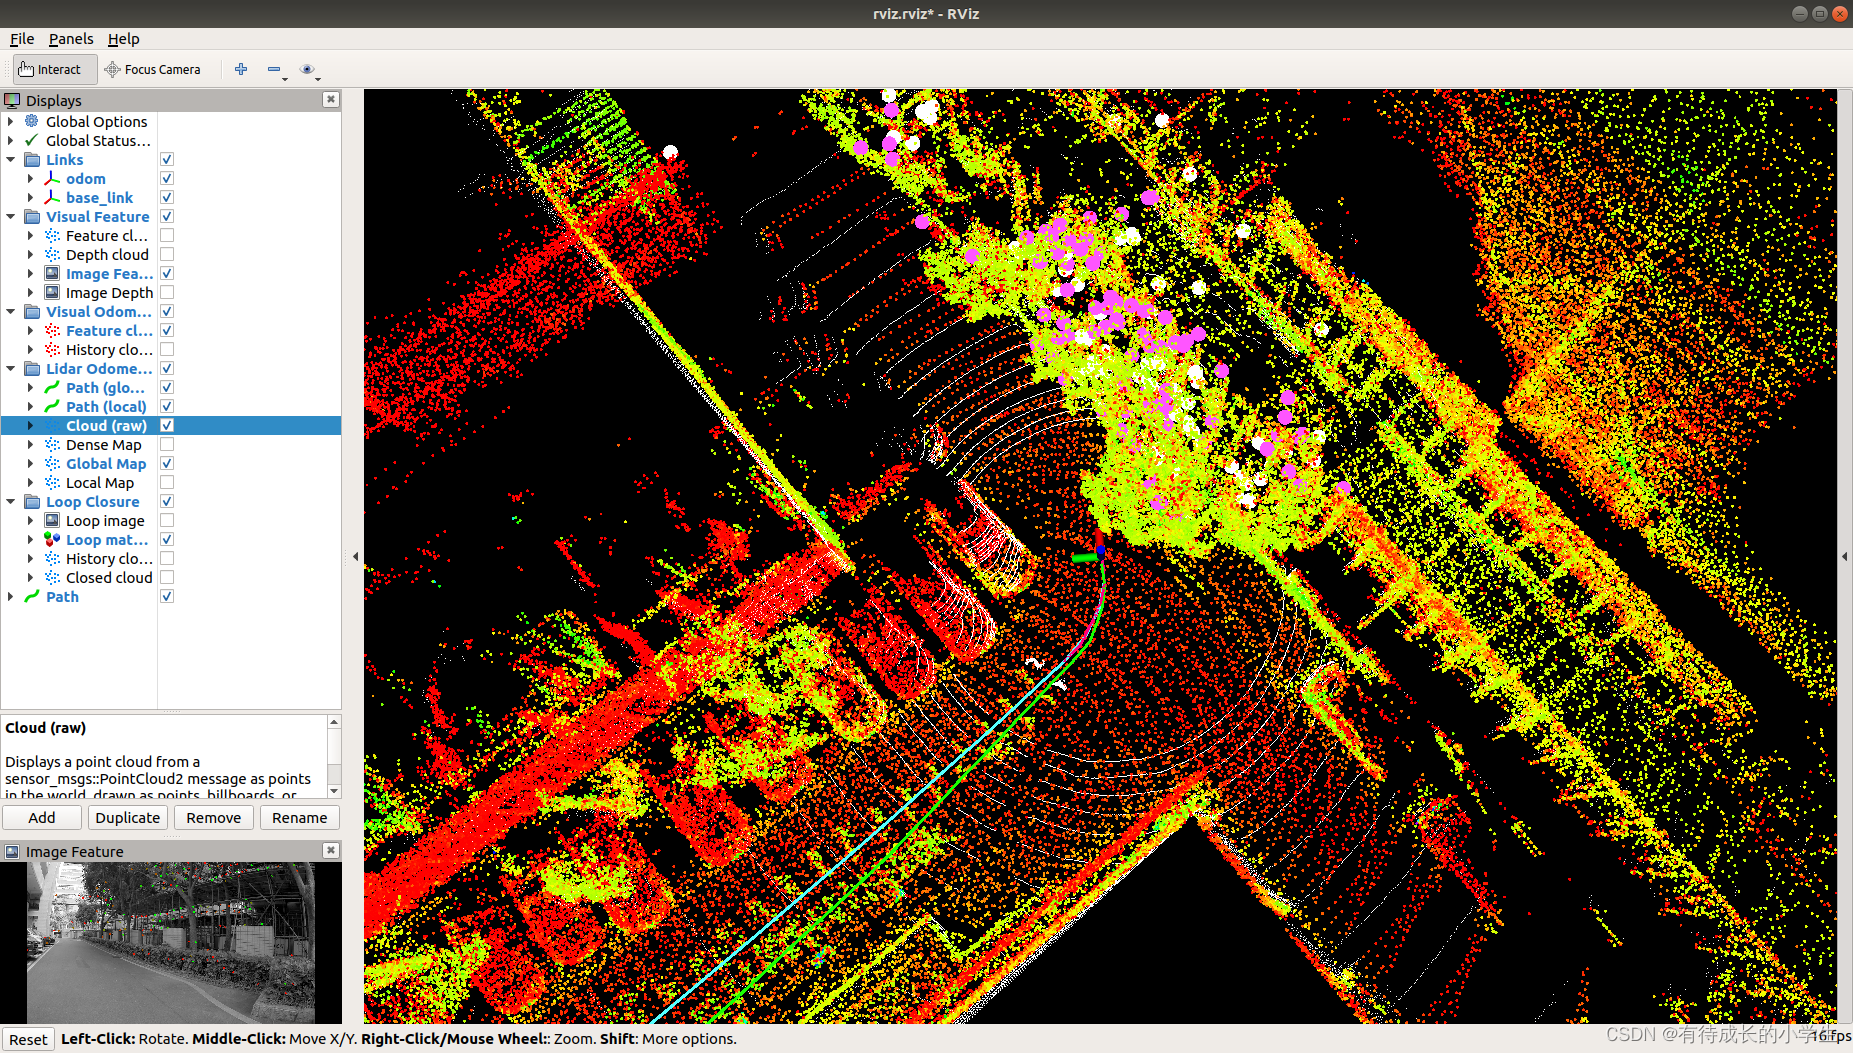 rviz.rviz* - RViz
File Panels Help
Interact Focus Camera
Displays
Global Options
Global Status...
Links
odom
base_link
Visual Feature
Feature cl...
Depth cloud
Image Fea...
Image Depth
Visual Odom...
Feature cl...
History clo...
Lidar Odome...
Path (glo...
Path (local)
Cloud (raw)
Dense Map
Global Map
Local Map
Loop Closure
Loop image
Loop mat...
History clo...
Closed cloud
Path
Cloud (raw)
Displays a point cloud from a
sensor_msgs::PointCloud2 message as points
in the world, drawn as points, billboards, or
Add Duplicate Remove Rename
Image Feature
Reset Left-Click: Rotate. Middle-Click: Move X/Y. Right-Click/Mouse Wheel:: Zoom. Shift: More options.
16 fps
CSDN @有待成长的小学生